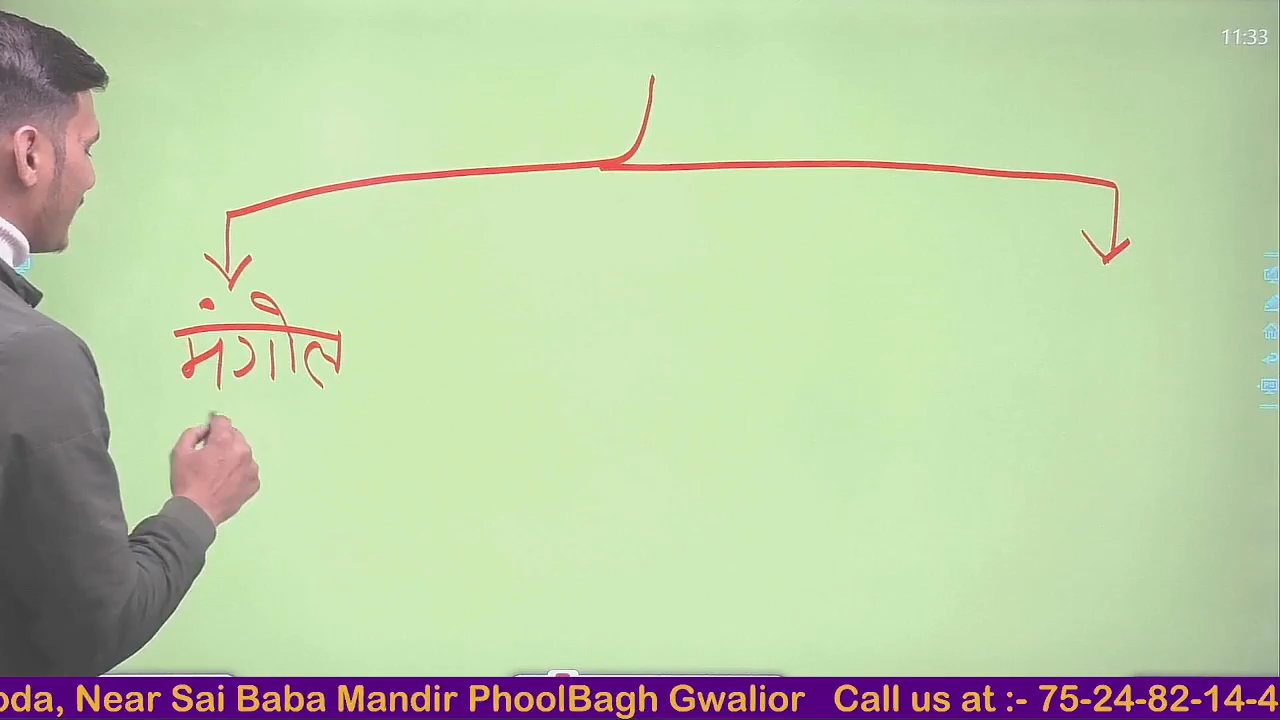 11:33
मंगोल
oda, Near Sai Baba Mandir PhoolBagh Gwalior Call us at :- 75-24-82-14-4